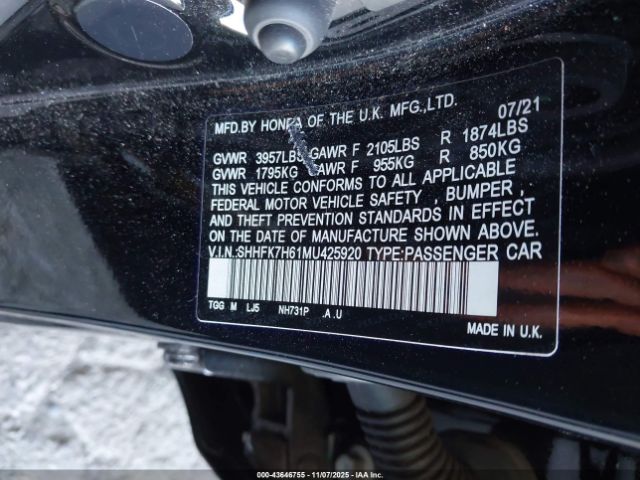 MFD.BY HONDA OF THE U.K. MFG.,LTD. 07/21
GVWR 3957LBS GAWR F 2105LBS R 1874LBS
GVWR 1795KG GAWR F 955KG R 850KG
THIS VEHICLE CONFORMS TO ALL APPLICABLE
FEDERAL MOTOR VEHICLE SAFETY , BUMPER ,
AND THEFT PREVENTION STANDARDS IN EFFECT
ON THE DATE OF MANUFACTURE SHOWN ABOVE.
V.I.N.:SHHFK7H61MU425920 TYPE:PASSENGER CAR
TGG M LJ5 NH731P .A .U
MADE IN U.K.
000-43646755 - 11/07/2025 - IAA Inc.